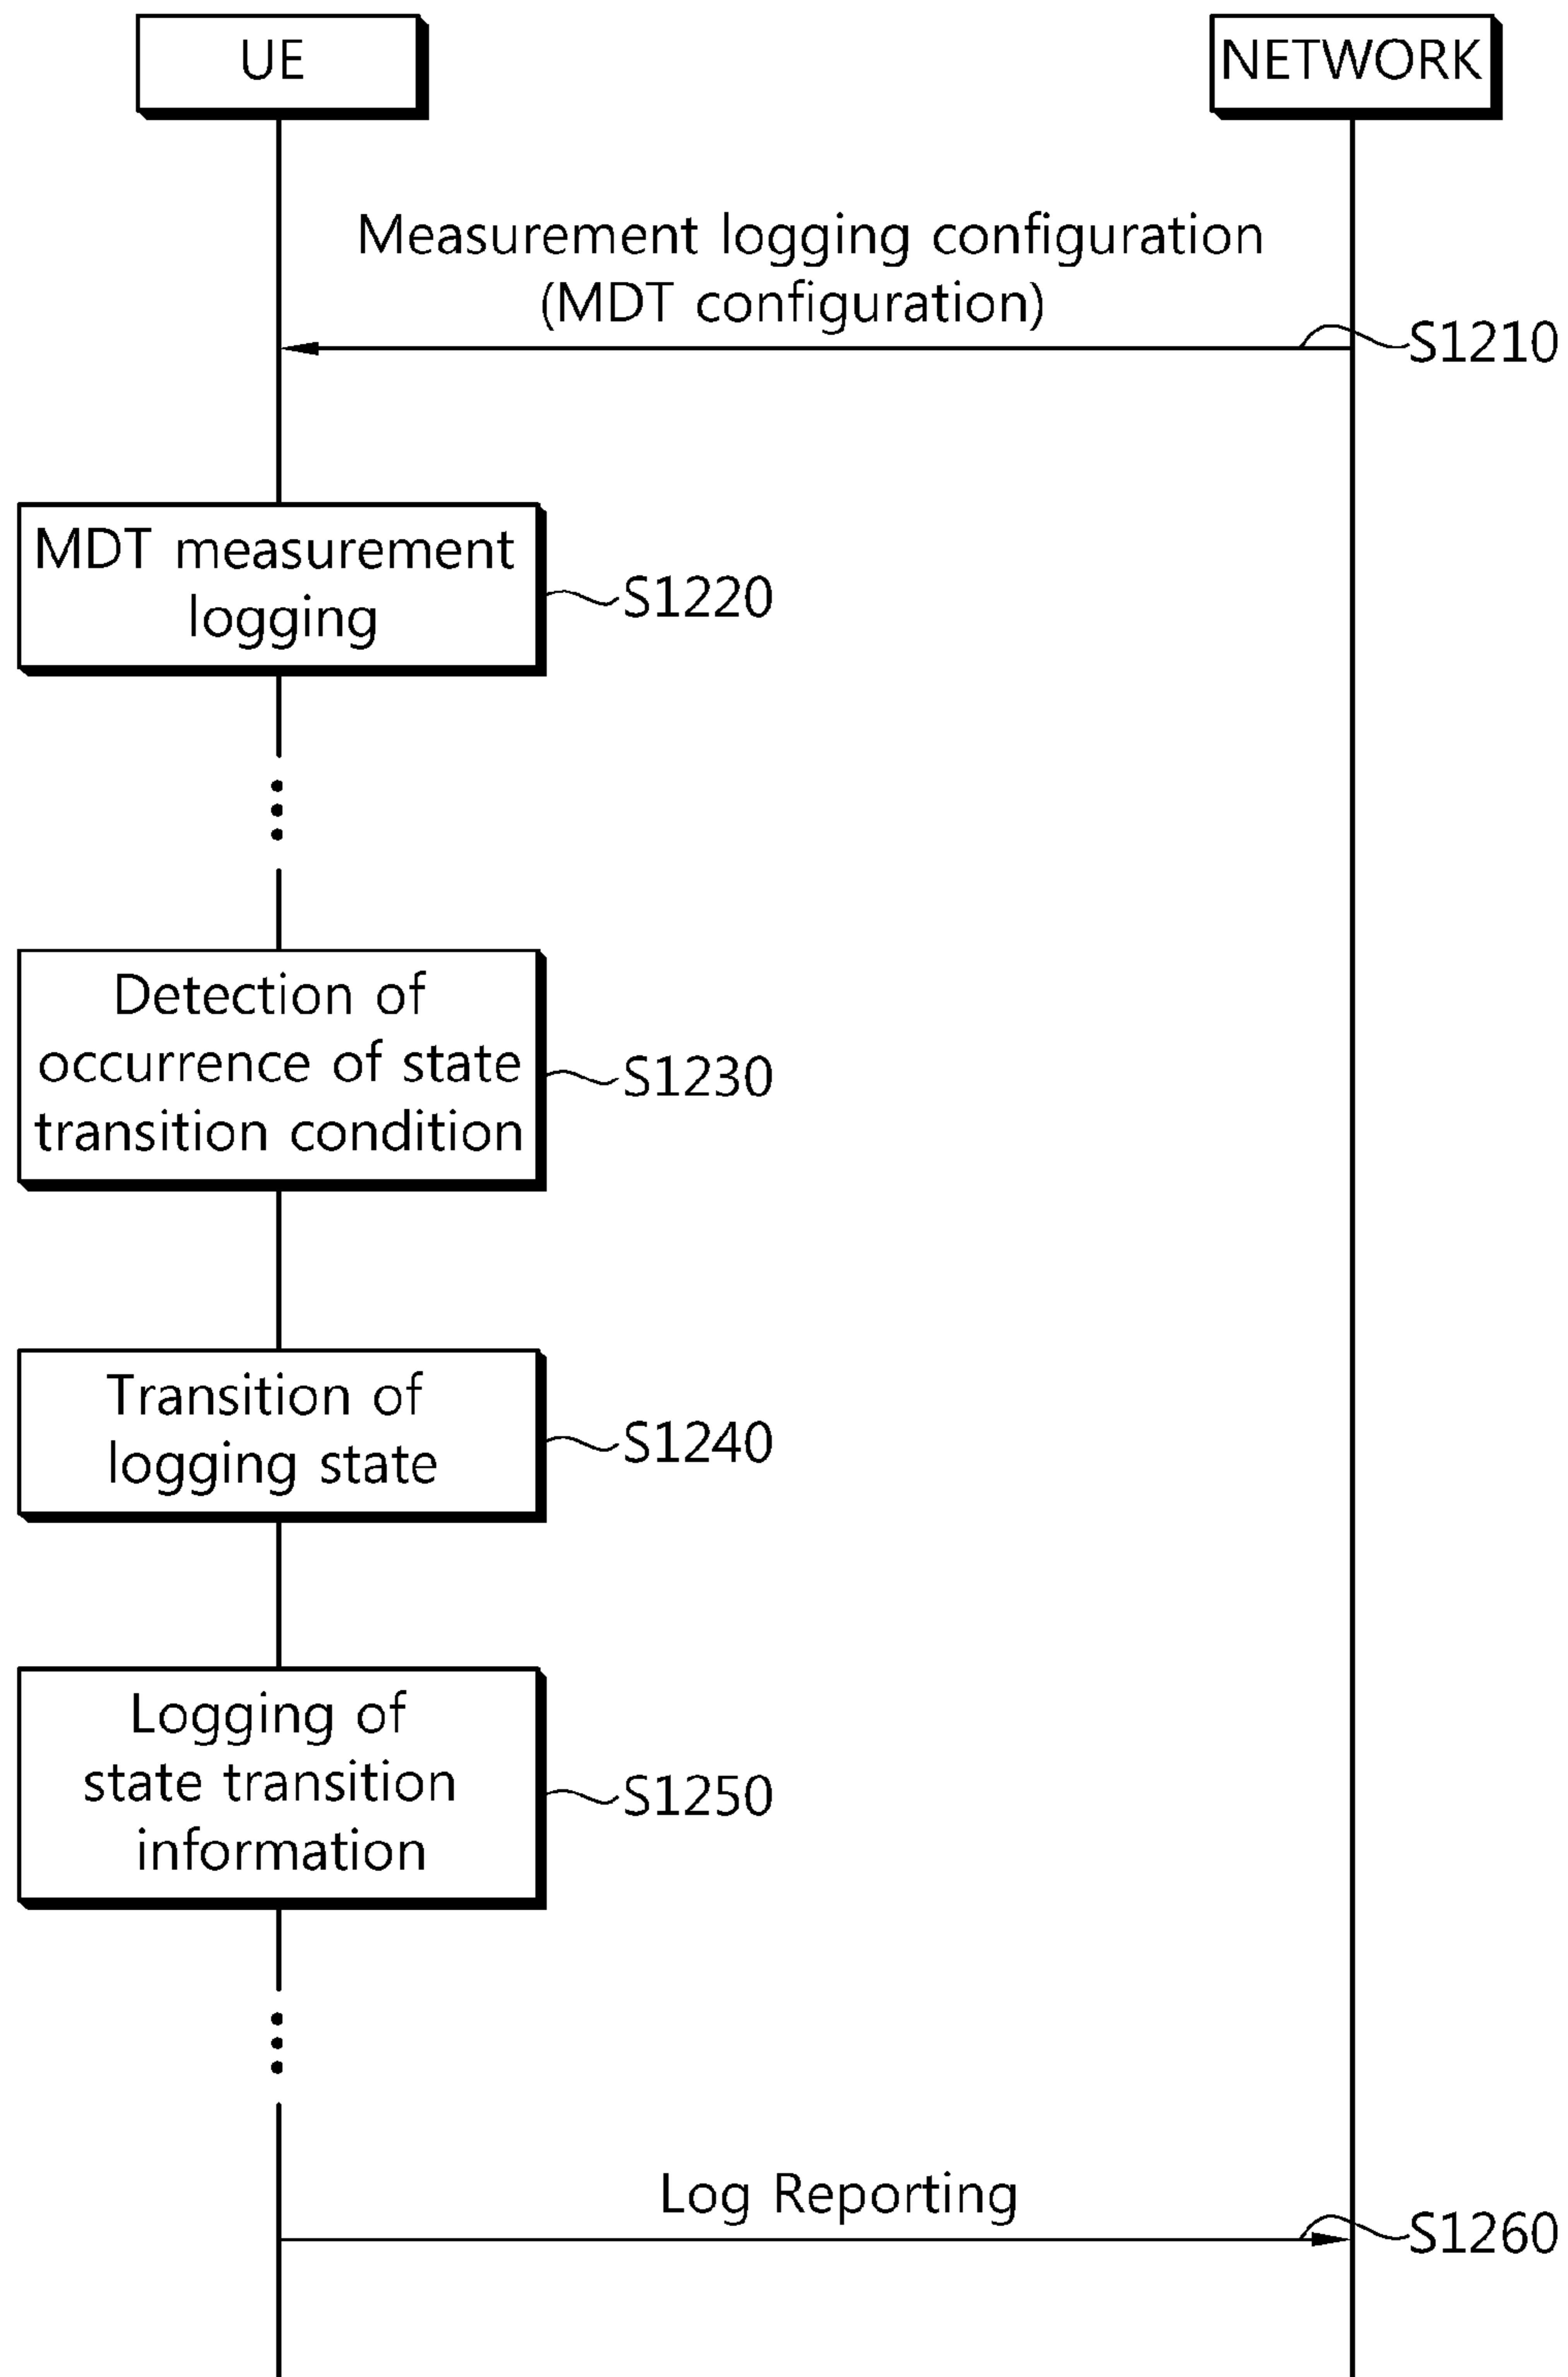 UE
NETWORK
Measurement logging configuration
(MDT configuration)
S1210
MDT measurement
logging
S1220
Detection of
occurrence of state
transition condition
S1230
Transition of
logging state
S1240
Logging of
state transition
information
S1250
Log Reporting
S1260